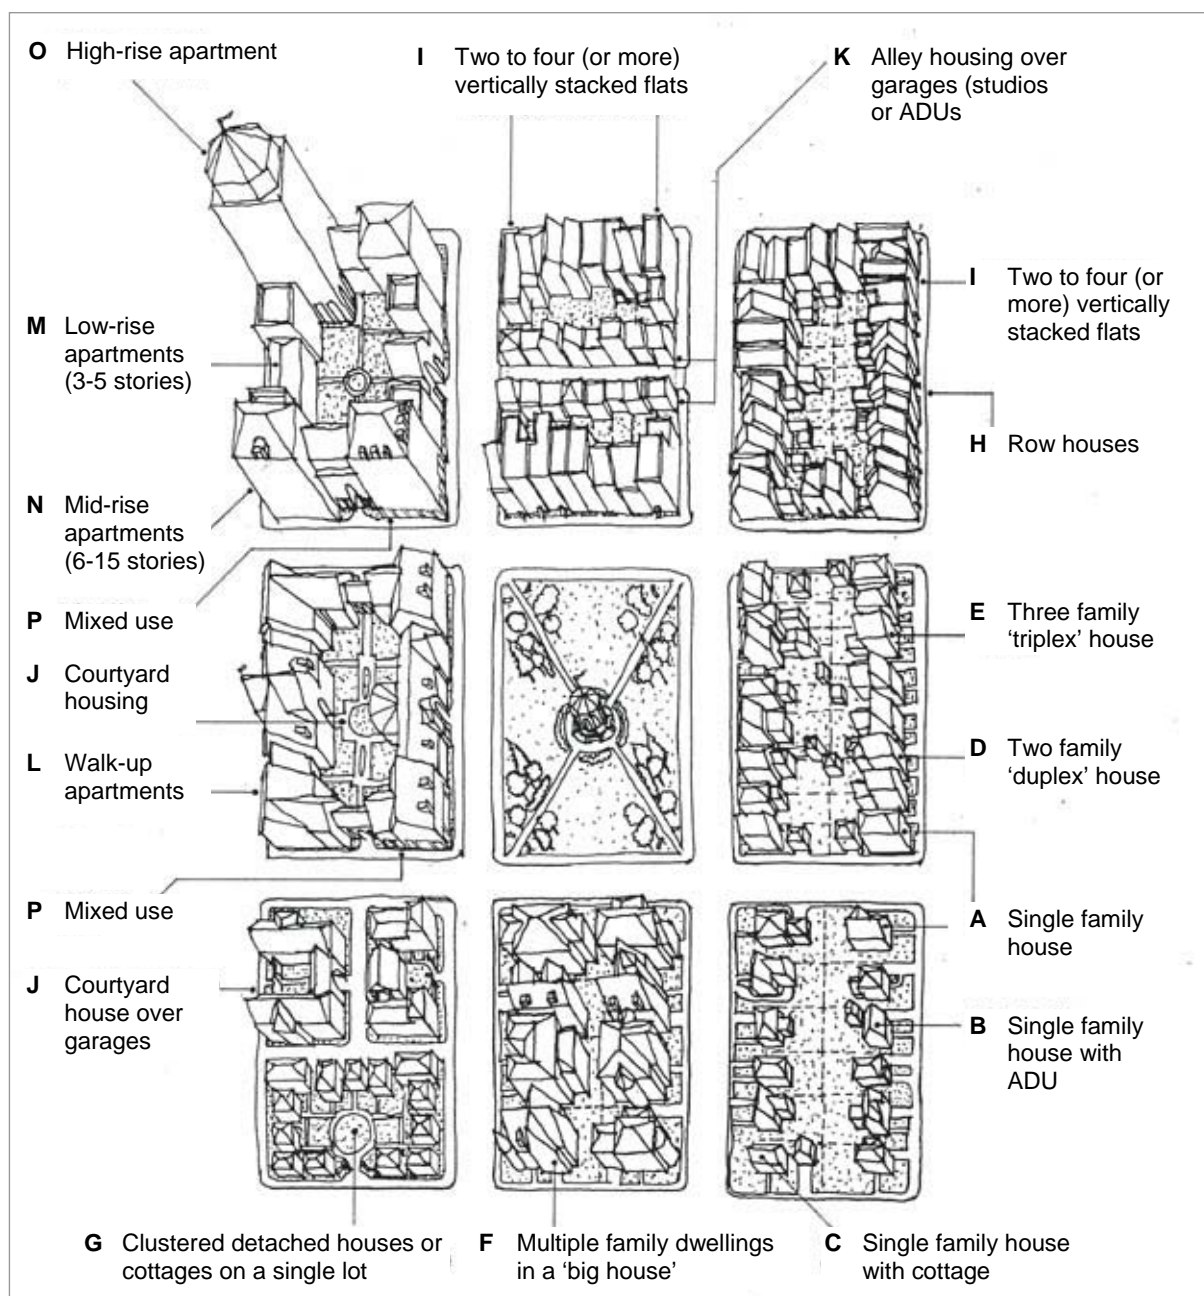 O High-rise apartment
I Two to four (or more)
vertically stacked flats
K Alley housing over
garages (studios
or ADUs
M Low-rise
apartments
(3-5 stories)
I Two to four (or
more) vertically
stacked flats
H Row houses
N Mid-rise
apartments
(6-15 stories)
P Mixed use
E Three family
‘triplex’ house
J Courtyard
housing
D Two family
‘duplex’ house
L Walk-up
apartments
P Mixed use
A Single family
house
J Courtyard
house over
garages
B Single family
house with
ADU
G Clustered detached houses or
cottages on a single lot
F Multiple family dwellings
in a ‘big house’
C Single family house
with cottage